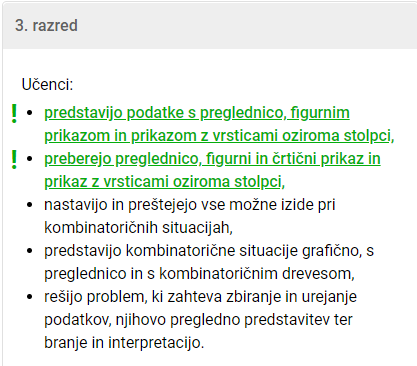 3. razred
Učenci:
! • predstavijo podatke s preglednico, figurnim
prikazom in prikazom z vrsticami oziroma stolpci,
! • preberejo preglednico, figurni in črtični prikaz in
prikaz z vrsticami oziroma stolpci,
• nastavijo in preštejejo vse možne izide pri
kombinatoričnih situacijah,
• predstavijo kombinatorične situacije grafično, s
preglednico in s kombinatoričnim drevesom,
• rešijo problem, ki zahteva zbiranje in urejanje
podatkov, njihovo pregledno predstavitev ter
branje in interpretacijo.